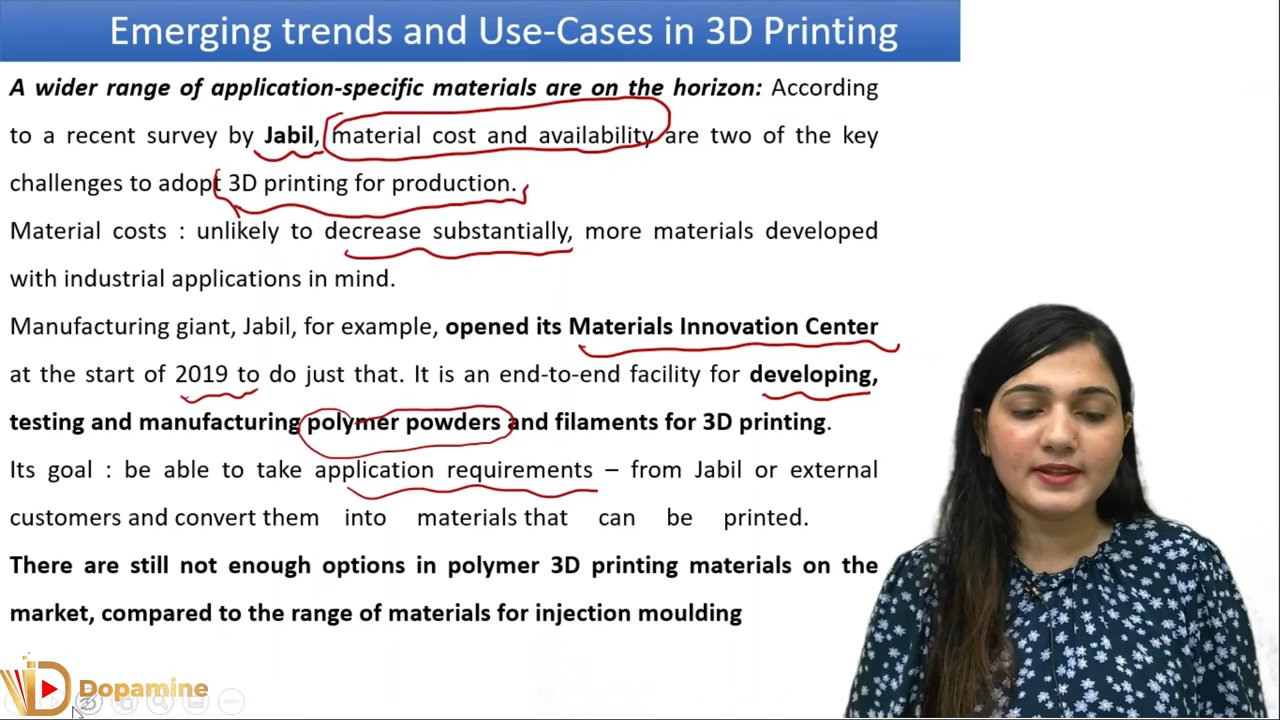 Emerging trends and Use-Cases in 3D Printing
A wider range of application-specific materials are on the horizon: According
to a recent survey by Jabil, material cost and availability are two of the key
challenges to adopt 3D printing for production.
Material costs : unlikely to decrease substantially, more materials developed
with industrial applications in mind.
Manufacturing giant, Jabil, for example, opened its Materials Innovation Center
at the start of 2019 to do just that. It is an end-to-end facility for developing,
testing and manufacturing polymer powders and filaments for 3D printing.
Its goal : be able to take application requirements – from Jabil or external
customers and convert them into materials that can be printed.
There are still not enough options in polymer 3D printing materials on the
market, compared to the range of materials for injection moulding
Dopamine